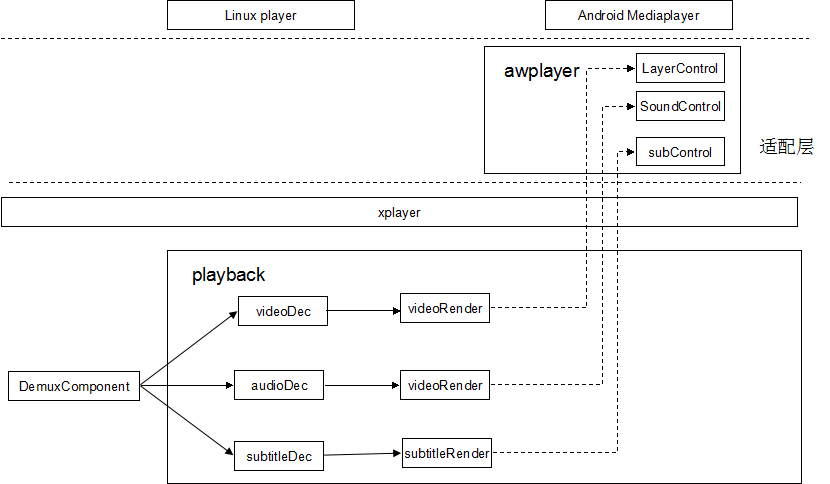 Linux player
Android Mediaplayer
awplayer
LayerControl
SoundControl
subControl
适配层
xplayer
playback
videoDec
videoRender
DemuxComponent
audioDec
videoRender
subtitleDec
subtitleRender